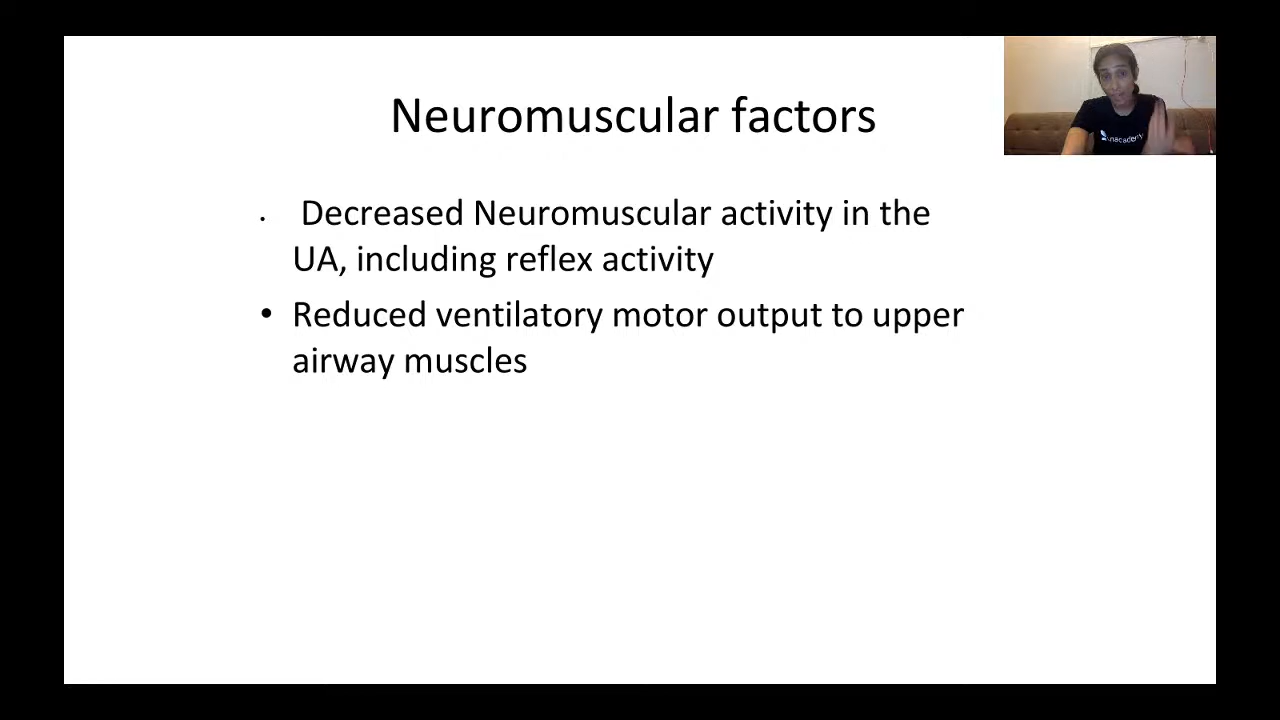 Neuromuscular factors
• Decreased Neuromuscular activity in the
UA, including reflex activity
• Reduced ventilatory motor output to upper
airway muscles
unacademy